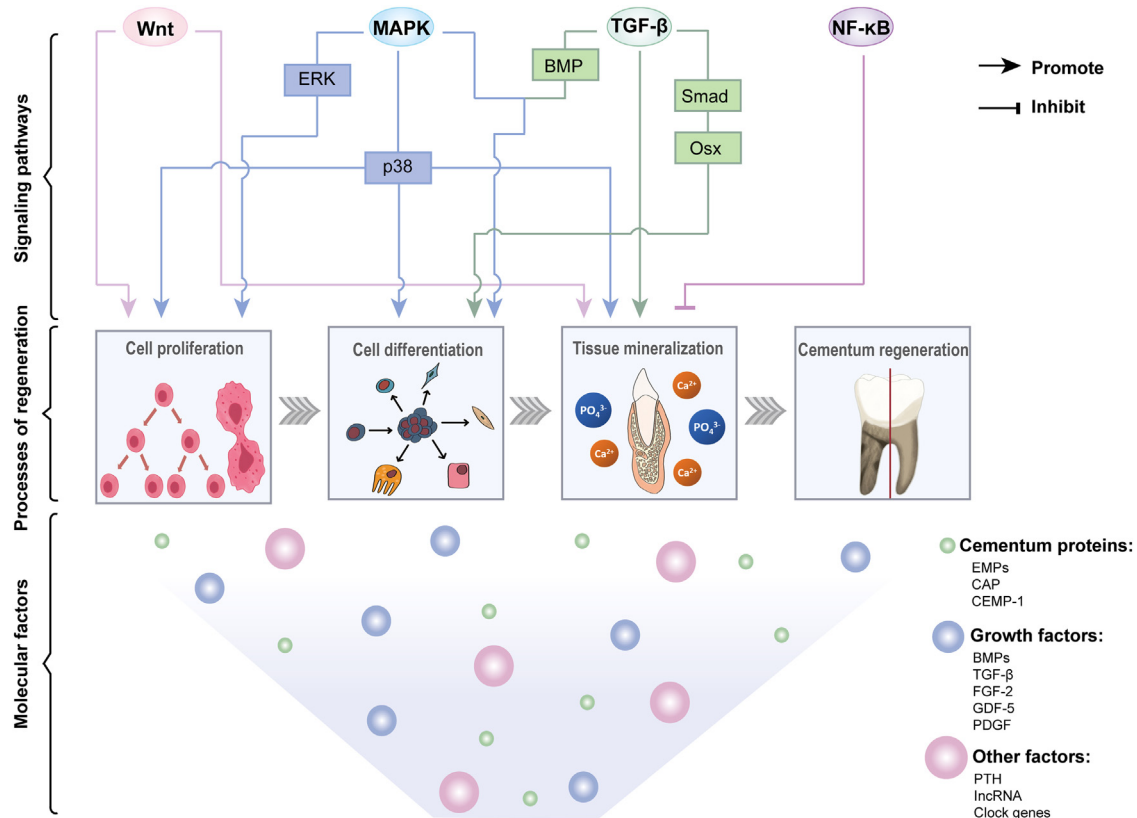 Wnt
MAPK
TGF-β
NF-κB
ERK
BMP
Smad
Osx
p38
Promote
Inhibit
Signaling pathways
Processes of regeneration
Molecular factors
Cell proliferation
Cell differentiation
Tissue mineralization
Cementum regeneration
Ca²⁺
PO₄³⁻
PO₄³⁻
Ca²⁺
Ca²⁺
Cementum proteins:
EMPs
CAP
CEMP-1
Growth factors:
BMPs
TGF-β
FGF-2
GDF-5
PDGF
Other factors:
PTH
lncRNA
Clock genes